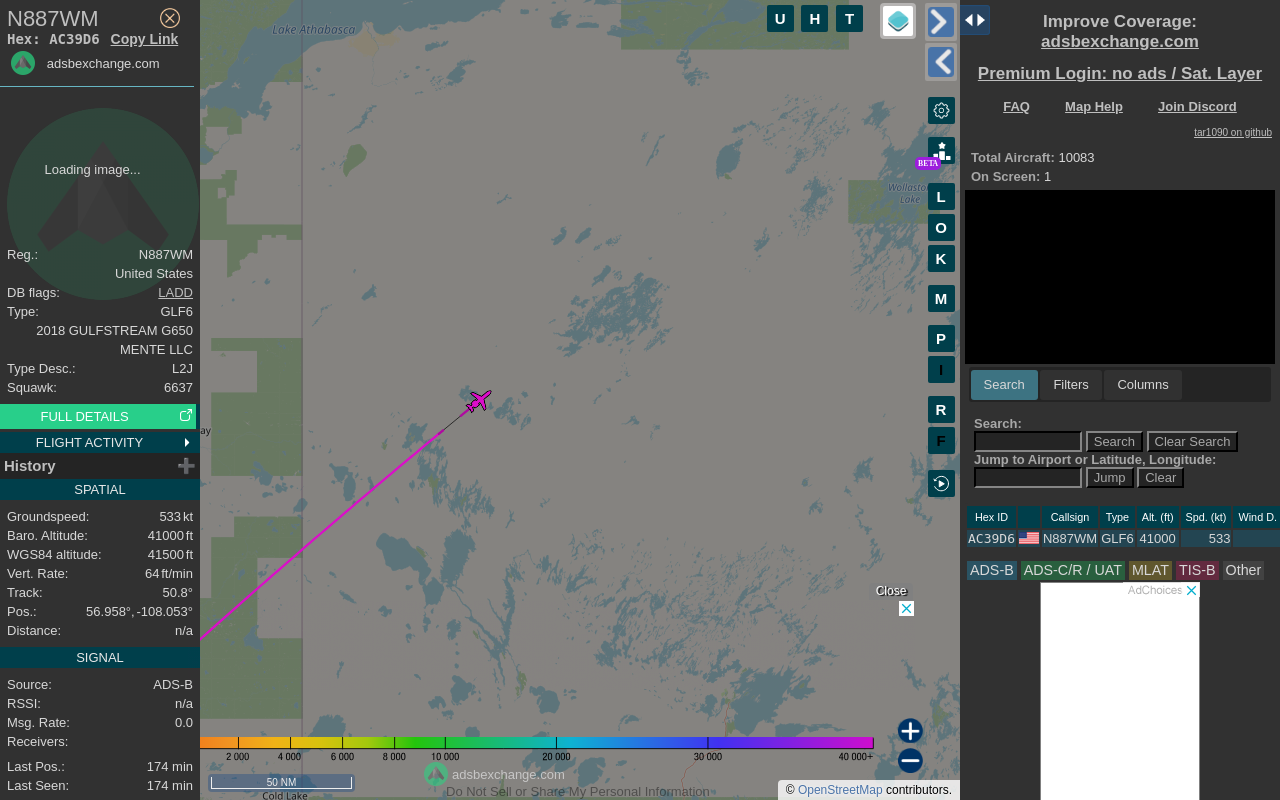 N887WM
Hex: AC39D6 Copy Link
adsbexchange.com
Loading image...
Reg.: N887WM
United States
DB flags: LADD
Type: GLF6
2018 GULFSTREAM G650
MENTE LLC
Type Desc.: L2J
Squawk: 6637
FULL DETAILS
FLIGHT ACTIVITY
History
SPATIAL
Groundspeed: 533 kt
Baro. Altitude: 41000 ft
WGS84 altitude: 41500 ft
Vert. Rate: 64 ft/min
Track: 50.8°
Pos.: 56.958°, -108.053°
Distance: n/a
SIGNAL
Source: ADS-B
RSSI: n/a
Msg. Rate: 0.0
Receivers:
Last Pos.: 174 min
Last Seen: 174 min
Lake Athabasca
U H T
BETA
Wollaston
Lake
L
O
K
M
P
I
R
F
ay
Close
2 000 4 000 6 000 8 000 10 000 20 000 30 000 40 000+
50 NM
adsbexchange.com
Do Not Sell or Share My Personal Information
Cold Lake
© OpenStreetMap contributors.
Improve Coverage:
adsbexchange.com
Premium Login: no ads / Sat. Layer
FAQ Map Help Join Discord
tar1090 on github
Total Aircraft: 10083
On Screen: 1
Search Filters Columns
Search:
Search Clear Search
Jump to Airport or Latitude, Longitude:
Jump Clear
Hex ID Callsign Type Alt. (ft) Spd. (kt) Wind D.
AC39D6 N887WM GLF6 41000 533
ADS-B ADS-C/R / UAT MLAT TIS-B Other
AdChoices